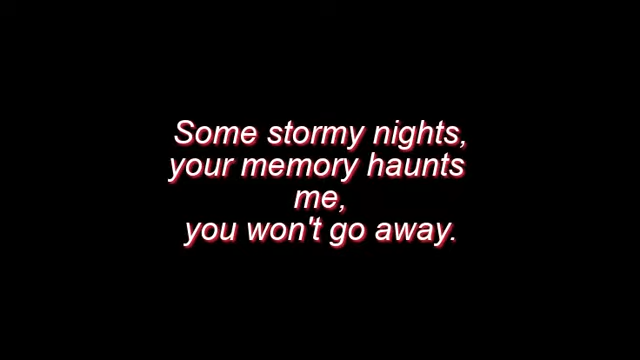 Some stormy nights,
your memory haunts
me,
you won't go away.